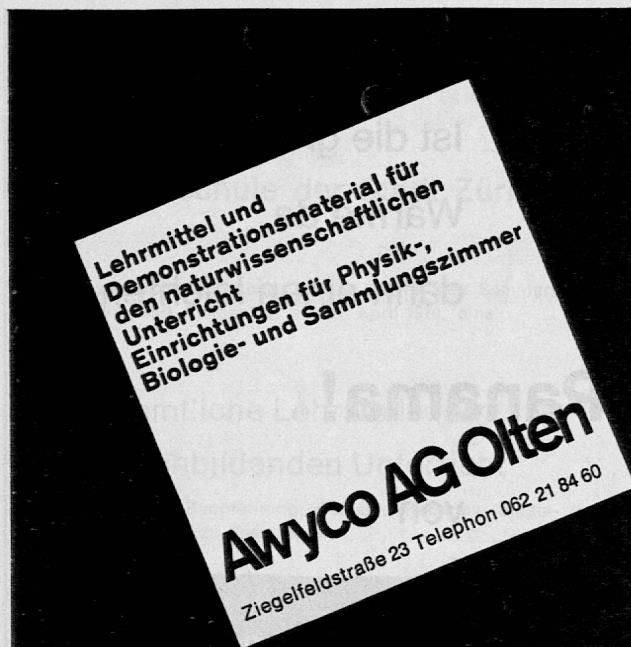 Lehrmittel und
Demonstrationsmaterial für
den naturwissenschaftlichen
Unterricht
Einrichtungen für Physik-,
Biologie- und Sammlungszimmer
Awyco AG Olten
Ziegelfeldstraße 23 Telephon 062 21 84 60